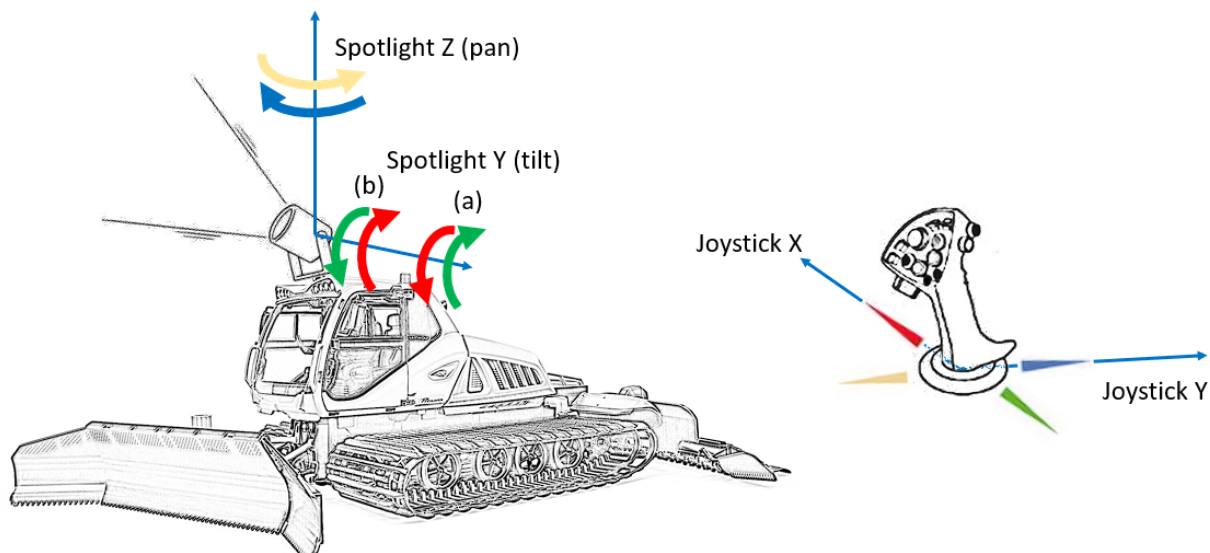 Spotlight Z (pan)
Spotlight Y (tilt)
(b)
(a)
Joystick X
Joystick Y